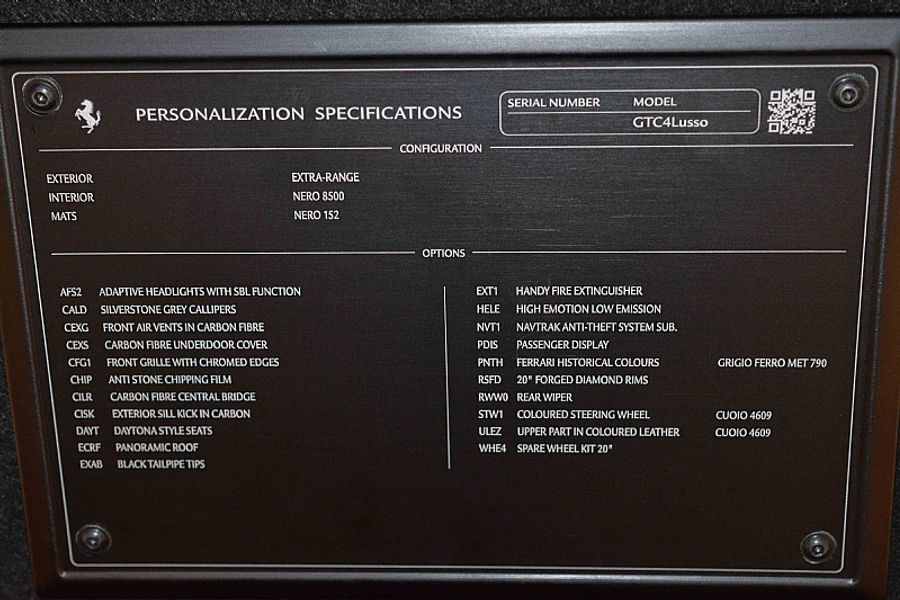 PERSONALIZATION SPECIFICATIONS
SERIAL NUMBER MODEL
GTC4Lusso
CONFIGURATION
EXTERIOR EXTRA-RANGE
INTERIOR NERO 8500
MATS NERO 152
OPTIONS
AFS2 ADAPTIVE HEADLIGHTS WITH SBL FUNCTION
CALD SILVERSTONE GREY CALLIPERS
CEXG FRONT AIR VENTS IN CARBON FIBRE
CEXS CARBON FIBRE UNDERDOOR COVER
CFG1 FRONT GRILLE WITH CHROMED EDGES
CHIP ANTI STONE CHIPPING FILM
CILR CARBON FIBRE CENTRAL BRIDGE
CISK EXTERIOR SILL KICK IN CARBON
DAYT DAYTONA STYLE SEATS
ECRF PANORAMIC ROOF
EXAB BLACK TAILPIPE TIPS
EXT1 HANDY FIRE EXTINGUISHER
HELE HIGH EMOTION LOW EMISSION
NVT1 NAVTRAK ANTI-THEFT SYSTEM SUB.
PDIS PASSENGER DISPLAY
PNTH FERRARI HISTORICAL COLOURS GRIGIO FERRO MET 790
RSFD 20" FORGED DIAMOND RIMS
RWW0 REAR WIPER
STW1 COLOURED STEERING WHEEL CUOIO 4609
ULEZ UPPER PART IN COLOURED LEATHER CUOIO 4609
WHE4 SPARE WHEEL KIT 20"